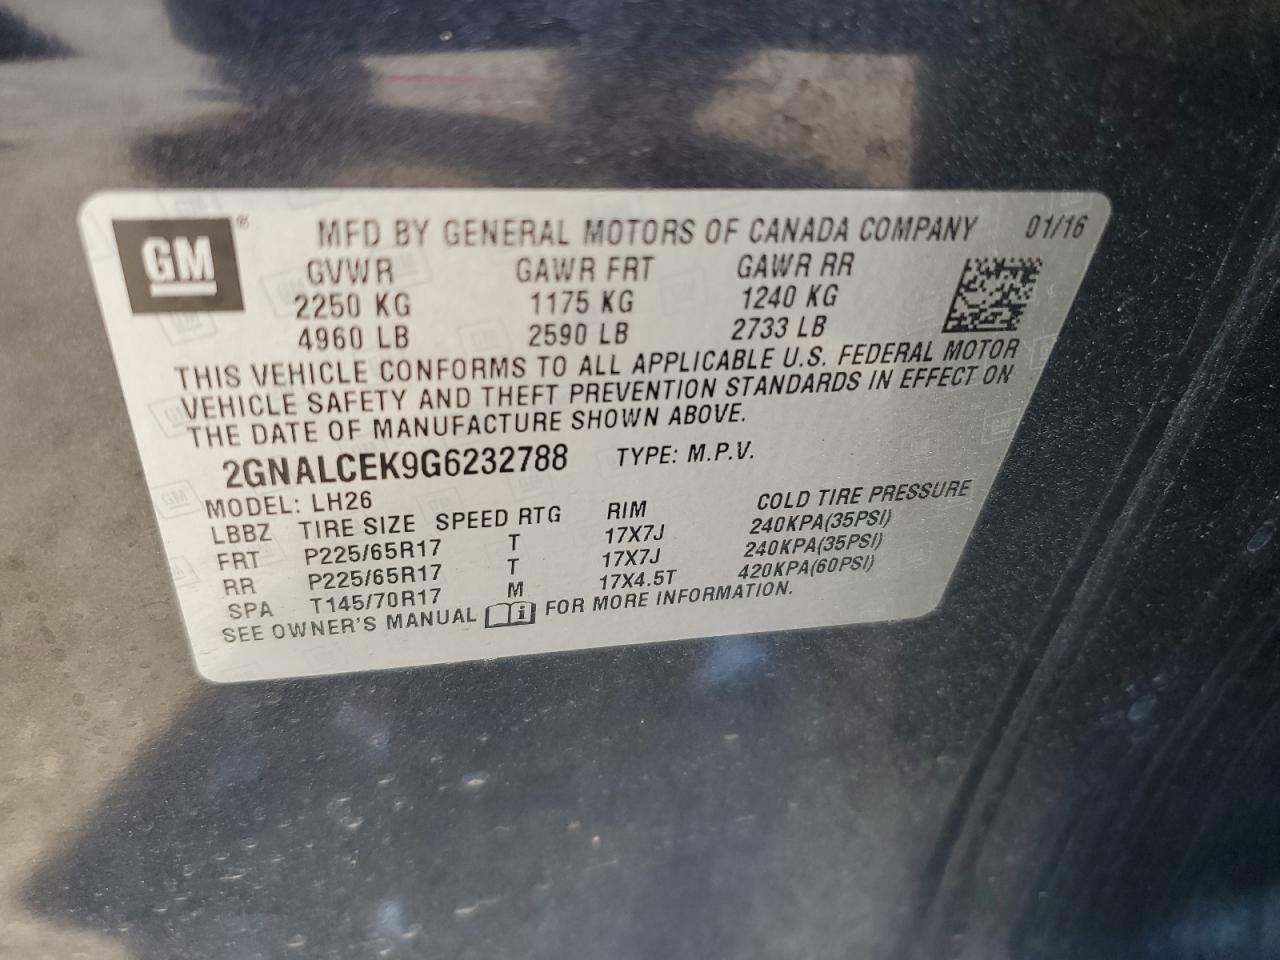 GM ® MFD BY GENERAL MOTORS OF CANADA COMPANY 01/16
GVWR GAWR FRT GAWR RR
2250 KG 1175 KG 1240 KG
4960 LB 2590 LB 2733 LB
THIS VEHICLE CONFORMS TO ALL APPLICABLE U.S. FEDERAL MOTOR
VEHICLE SAFETY AND THEFT PREVENTION STANDARDS IN EFFECT ON
THE DATE OF MANUFACTURE SHOWN ABOVE.
2GNALCEK9G6232788 TYPE: M.P.V.
MODEL: LH26
LBBZ TIRE SIZE SPEED RTG RIM COLD TIRE PRESSURE
FRT P225/65R17 T 17X7J 240KPA(35PSI)
RR P225/65R17 T 17X7J 240KPA(35PSI)
SPA T145/70R17 M 17X4.5T 420KPA(60PSI)
SEE OWNER'S MANUAL i FOR MORE INFORMATION.